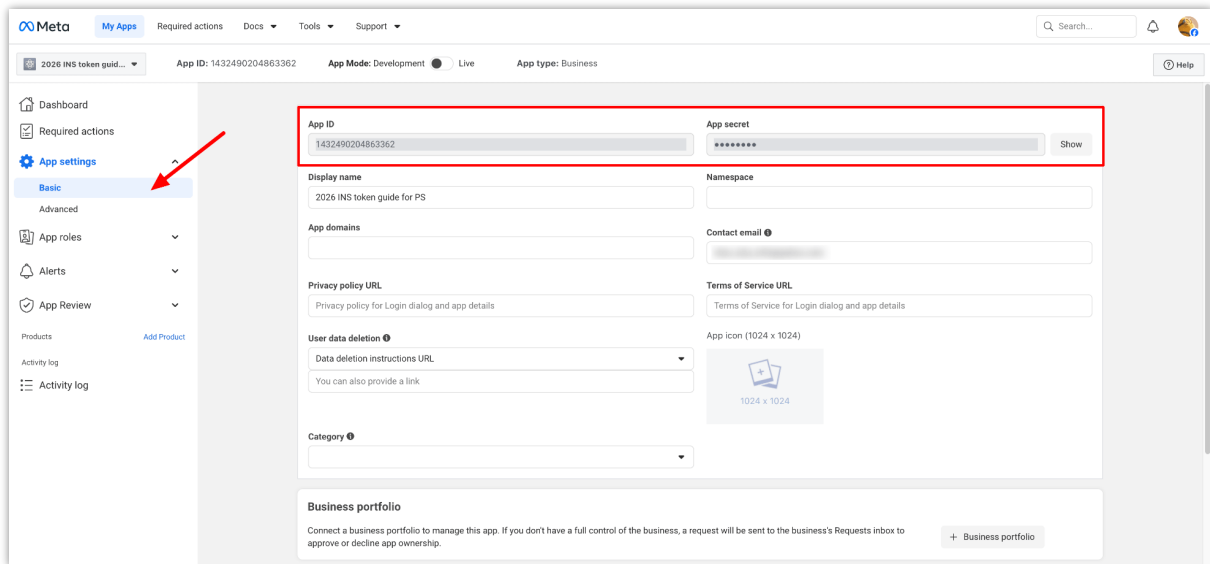 Meta
My Apps
Required actions
Docs
Tools
Support
Search...
2026 INS token guid...
App ID: 1432490204863362
App Mode: Development
Live
App type: Business
Help
Dashboard
Required actions
App settings
Basic
Advanced
App roles
Alerts
App Review
Products
Add Product
Activity log
Activity log
App ID
App secret
1432490204863362
••••••••
Show
Display name
Namespace
2026 INS token guide for PS
App domains
Contact email
Privacy policy URL
Terms of Service URL
Privacy policy for Login dialog and app details
Terms of Service for Login dialog and app details
User data deletion
App icon (1024 x 1024)
Data deletion instructions URL
You can also provide a link
1024 x 1024
Category
Business portfolio
Connect a business portfolio to manage this app. If you don't have a full control of the business, a request will be sent to the business's Requests inbox to
approve or decline app ownership.
+ Business portfolio